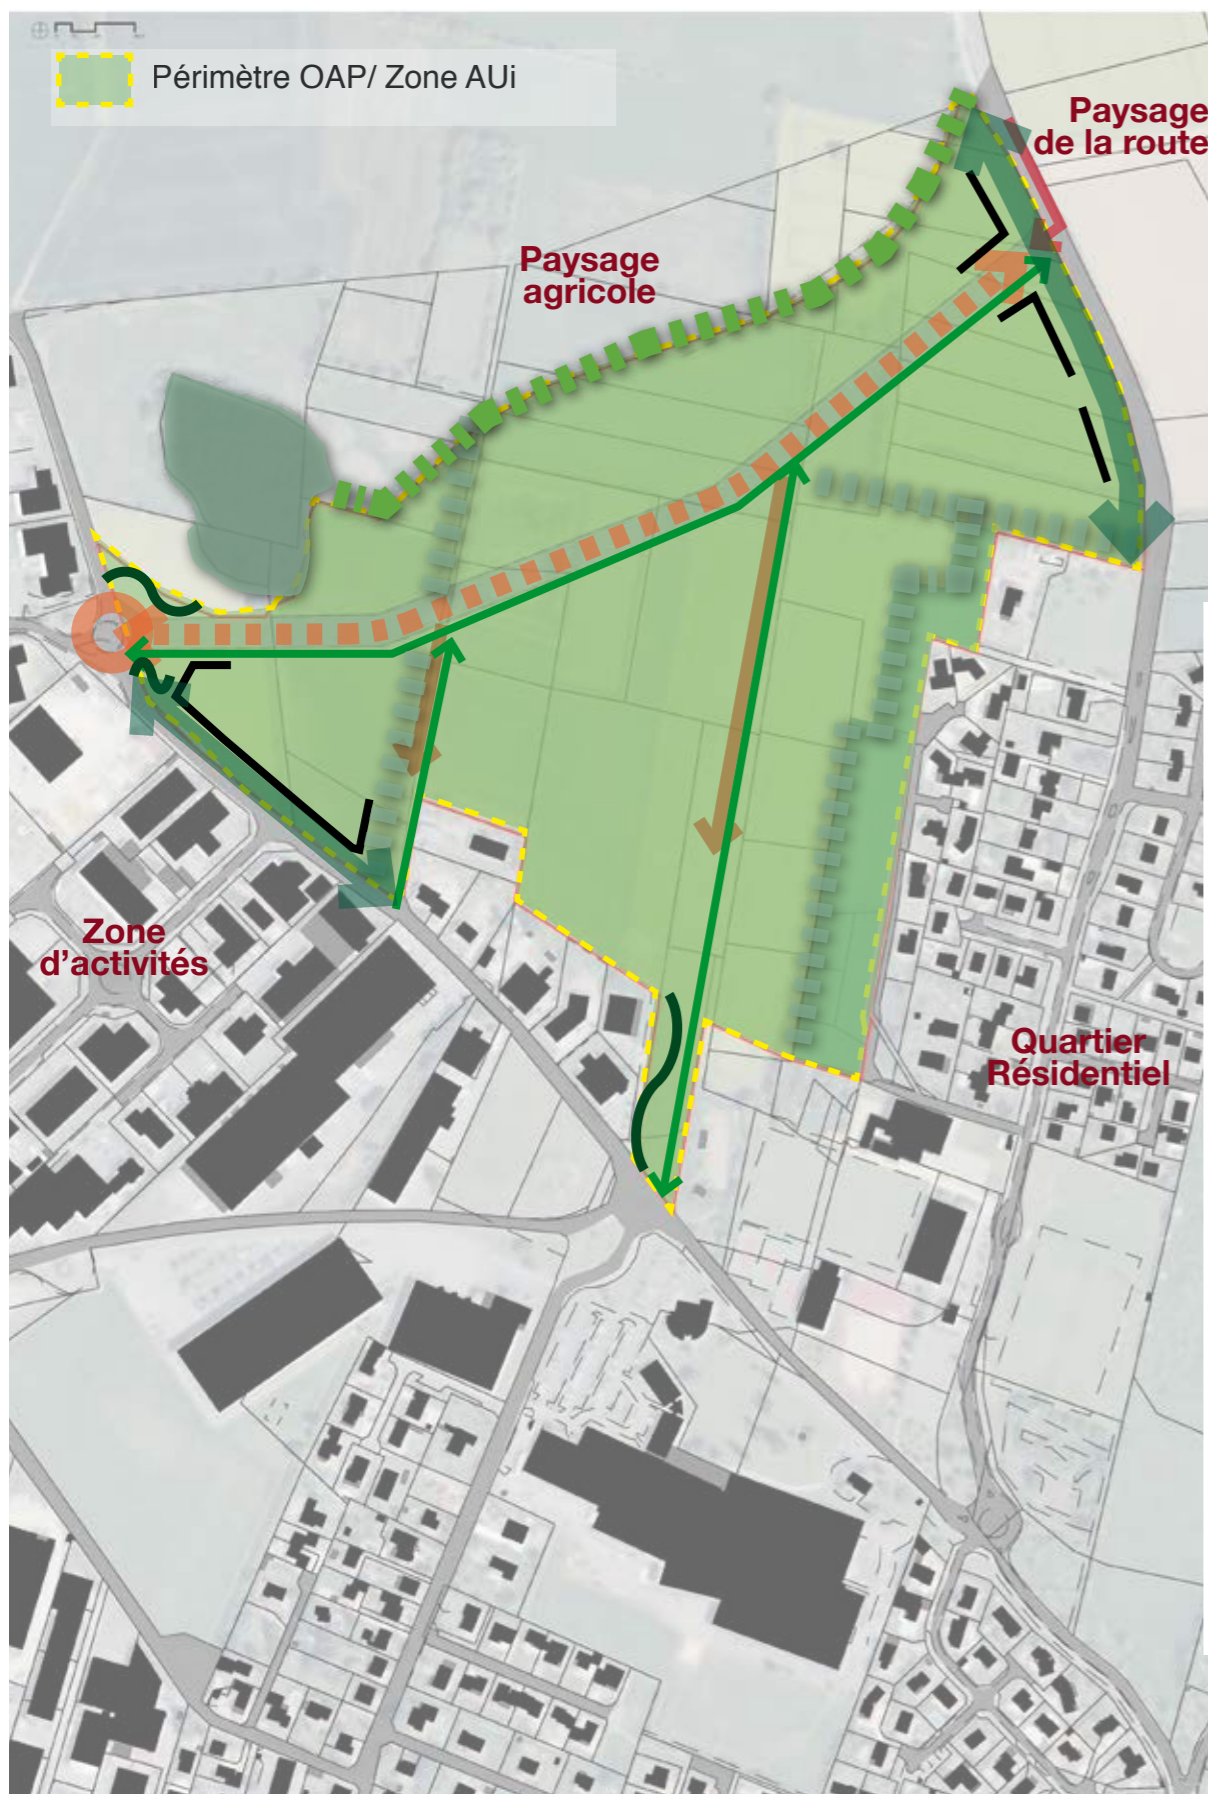 Périmètre OAP/ Zone AUi
Paysage
de la route
Paysage
agricole
Zone
d’activités
Quartier
Résidentiel